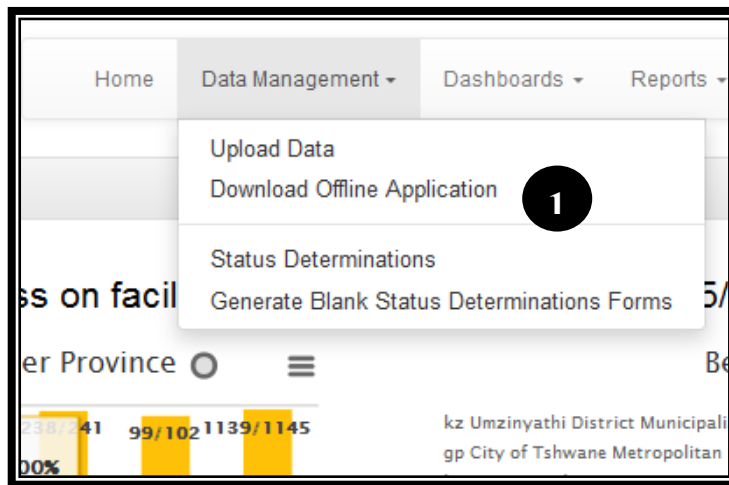 Home Data Management Dashboards Reports
Upload Data
Download Offline Application
1
Status Determinations
Generate Blank Status Determinations Forms
ss on facil 5/
er Province Be
238/241 99/102 1139/1145
00%
kz Umzinyathi District Municipali
gp City of Tshwane Metropolitan